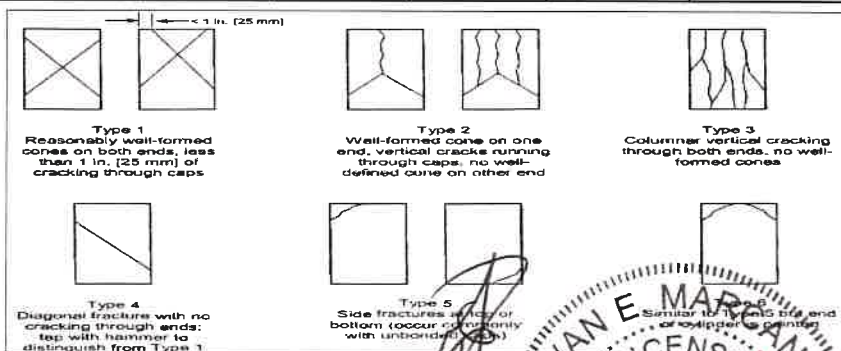 < 1 in. [25 mm]
Type 1
Reasonably well-formed
cones on both ends, less
than 1 in. [25 mm] of
cracking through caps
Type 2
Well-formed cone on one
end, vertical cracks running
through caps, no well-
defined cone on other end
Type 3
Columnar vertical cracking
through both ends, no well-
formed cones
Type 4
Diagonal fracture with no
cracking through ends;
tap with hammer to
distinguish from Type 1
Type 5
Side fractures at top or
bottom (occur commonly
with unbonded
Type 6
Similar to Type 5 but end
of cylinder is pointed
E MARCAN
CENS